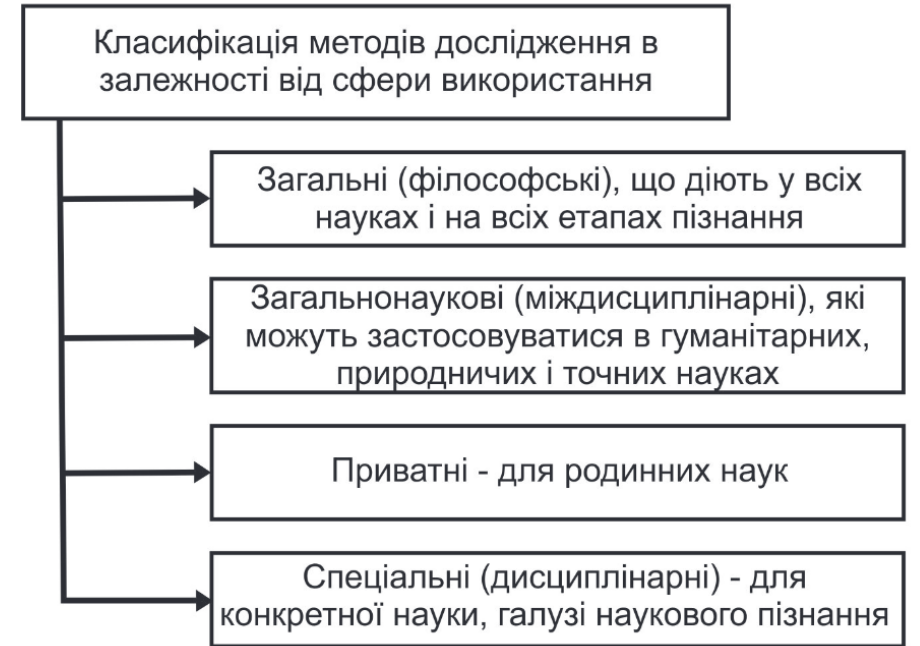 Класифікація методів дослідження в
залежності від сфери використання
Загальні (філософські), що діють у всіх
науках і на всіх етапах пізнання
Загальнонаукові (міждисциплінарні), які
можуть застосовуватися в гуманітарних,
природничих і точних науках
Приватні - для родинних наук
Спеціальні (дисциплінарні) - для
конкретної науки, галузі наукового пізнання